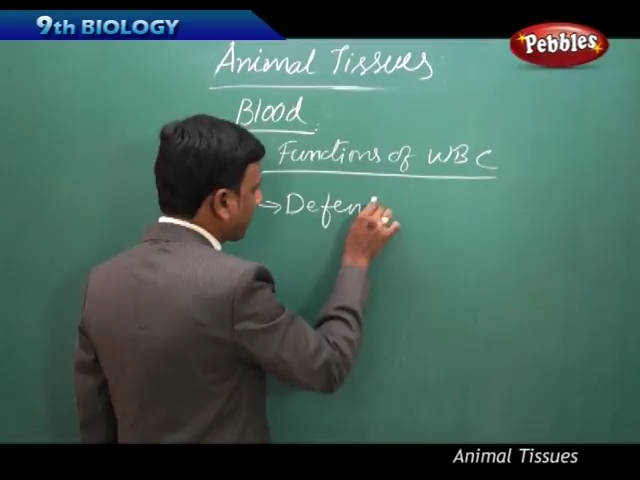 9th BIOLOGY
Pebbles
Animal Tissues
Blood
Functions of WBC
→ Defen
Animal Tissues